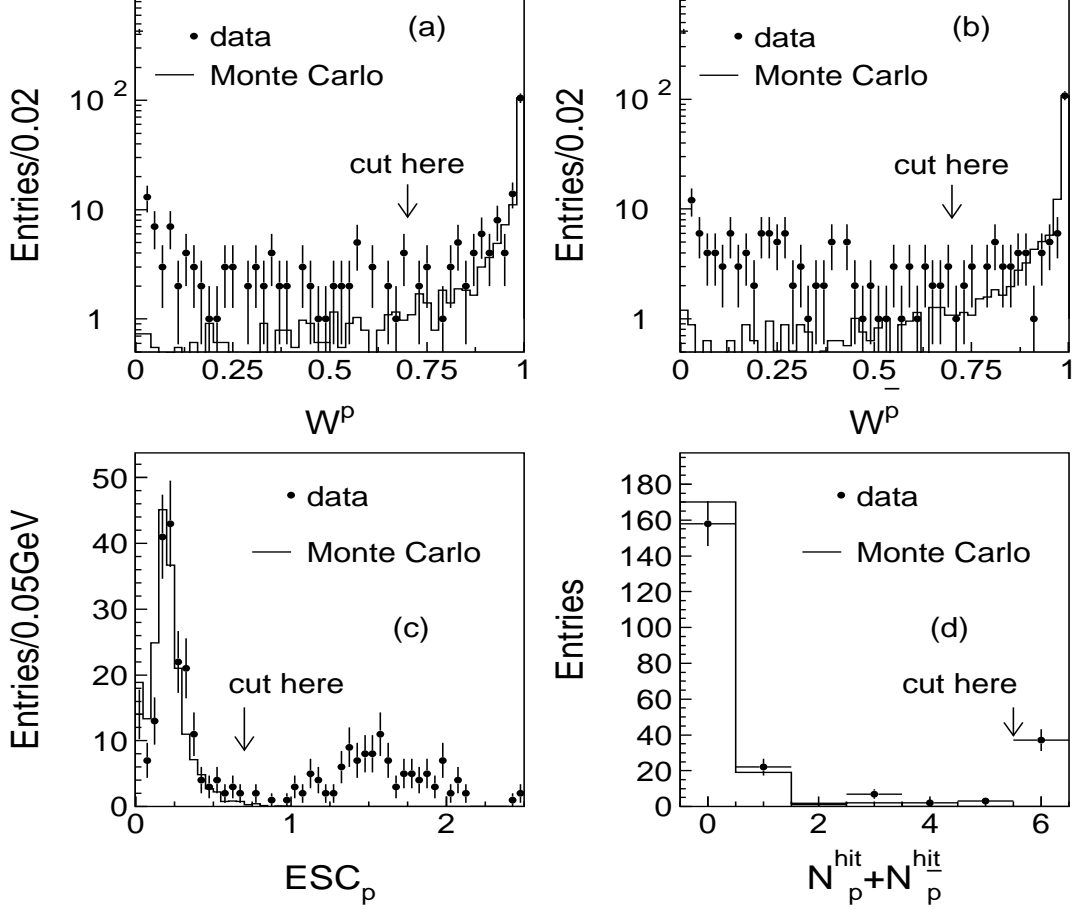 (a)
data
Monte Carlo
cut here
Entries/0.02
10 2
10
1
0 0.25 0.5 0.75 1
W^p
(b)
data
Monte Carlo
cut here
Entries/0.02
10 2
10
1
0 0.25 0.5 0.75 1
W^p̅
data
Monte Carlo
(c)
cut here
Entries/0.05GeV
50
40
30
20
10
0
0 1 2
ESC_p
data
Monte Carlo
(d)
cut here
Entries
180
160
140
120
100
80
60
40
20
0
0 2 4 6
N^hit_p+N^hit_p̅